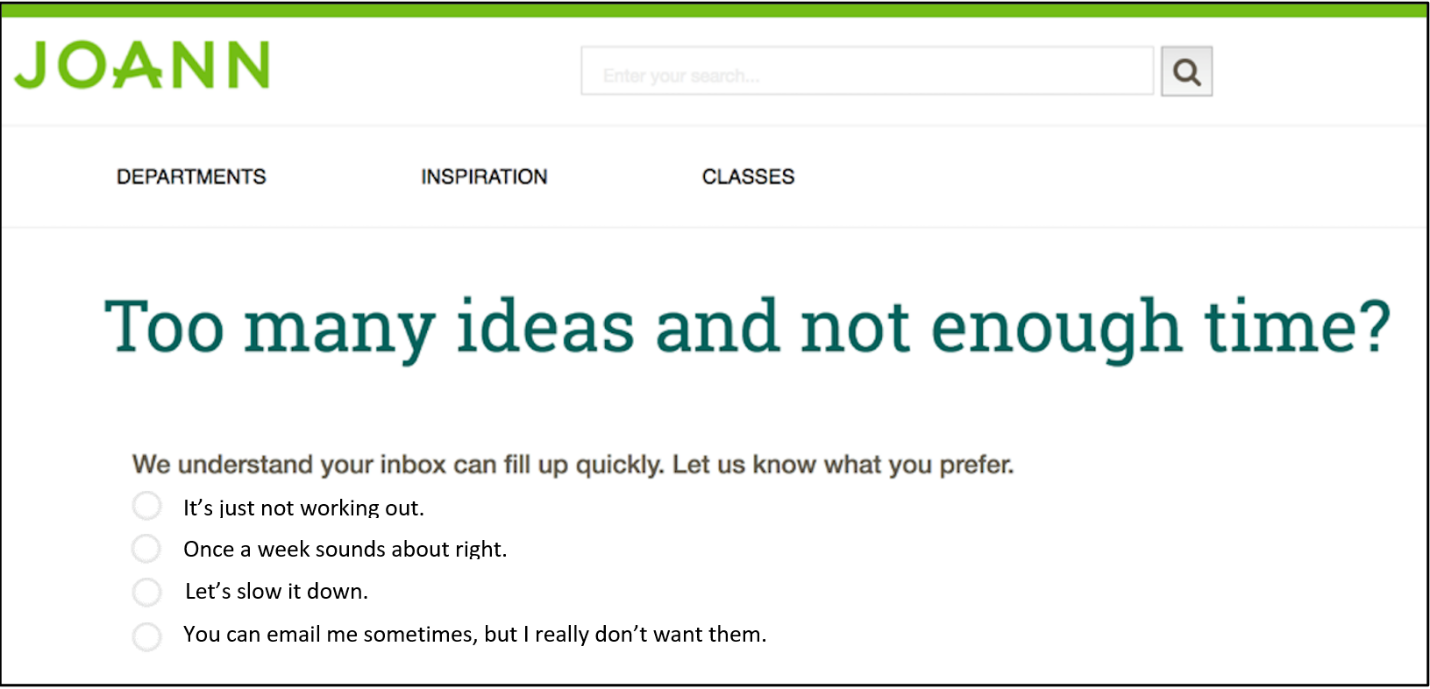 JOANN
Enter your search...
DEPARTMENTS INSPIRATION CLASSES
Too many ideas and not enough time?
We understand your inbox can fill up quickly. Let us know what you prefer.
It’s just not working out.
Once a week sounds about right.
Let’s slow it down.
You can email me sometimes, but I really don’t want them.